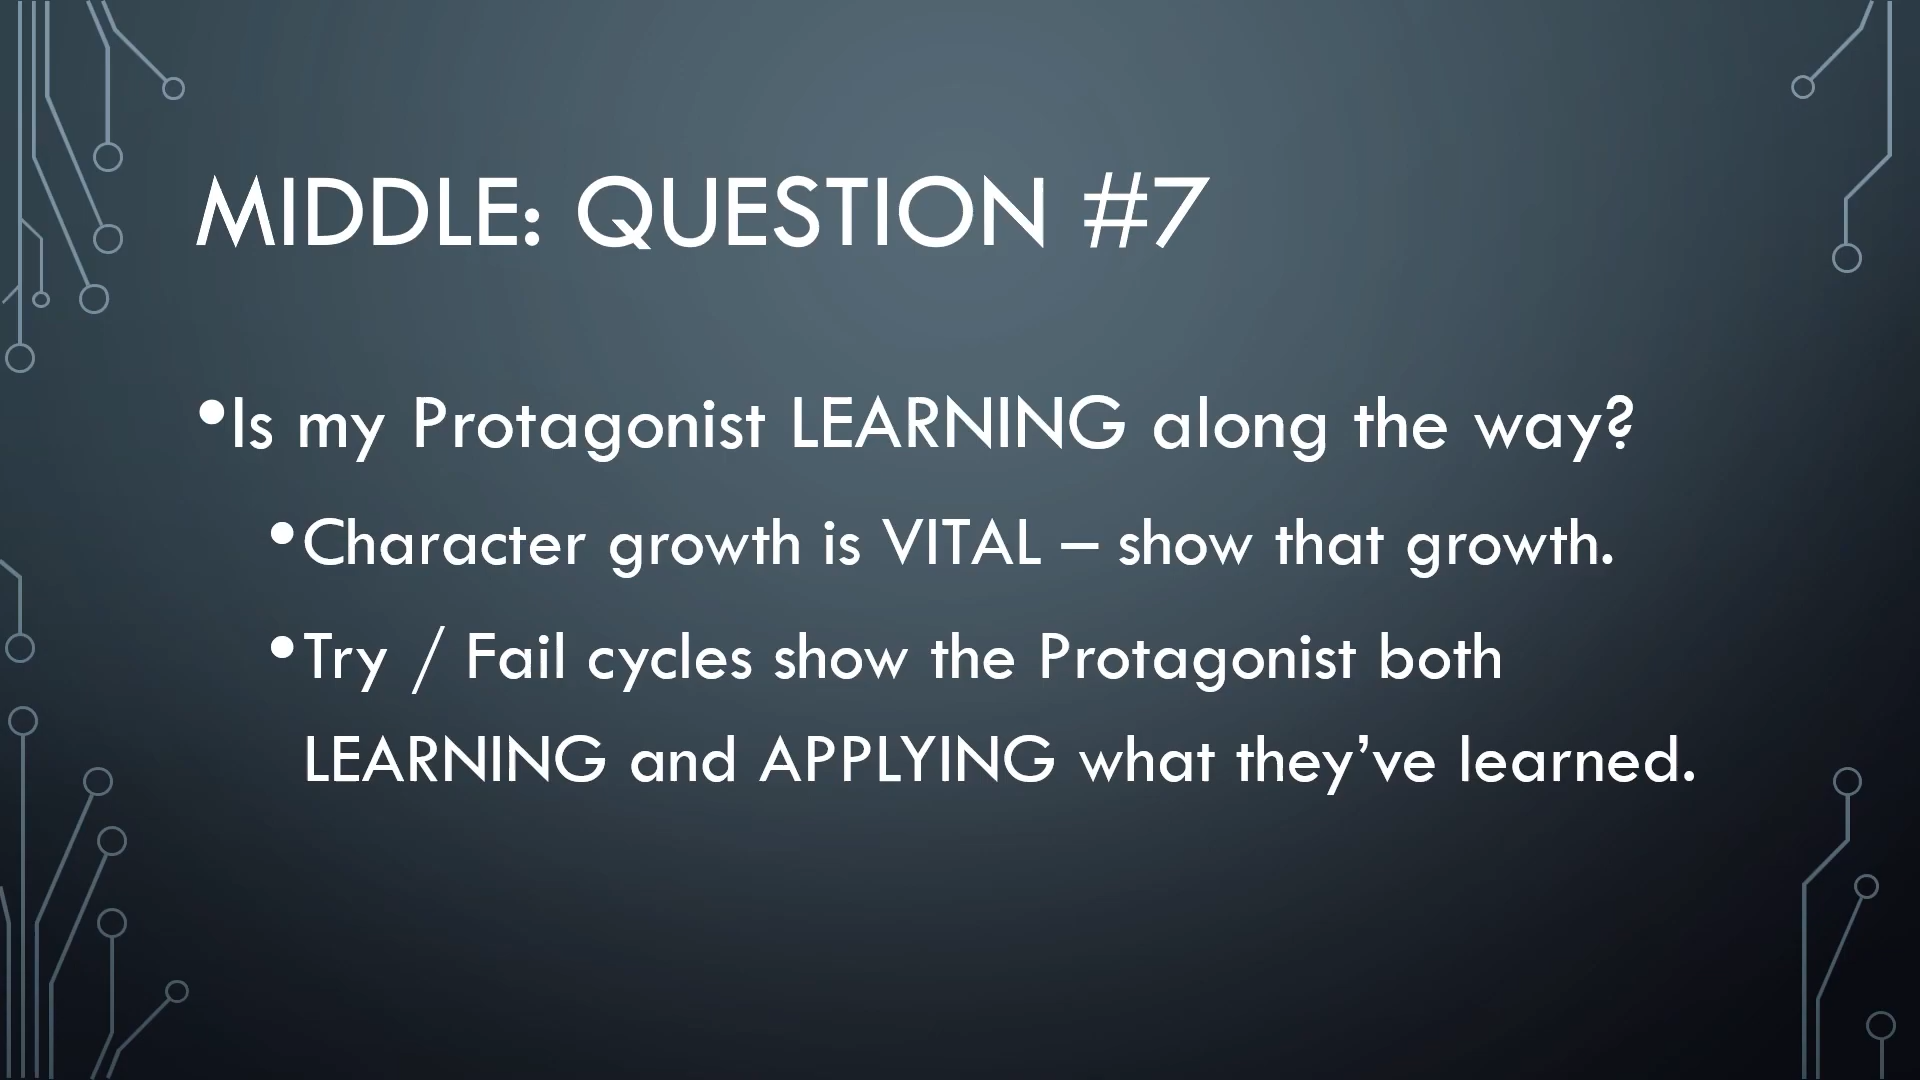 MIDDLE: QUESTION #7
•Is my Protagonist LEARNING along the way?
•Character growth is VITAL – show that growth.
•Try / Fail cycles show the Protagonist both
LEARNING and APPLYING what they’ve learned.